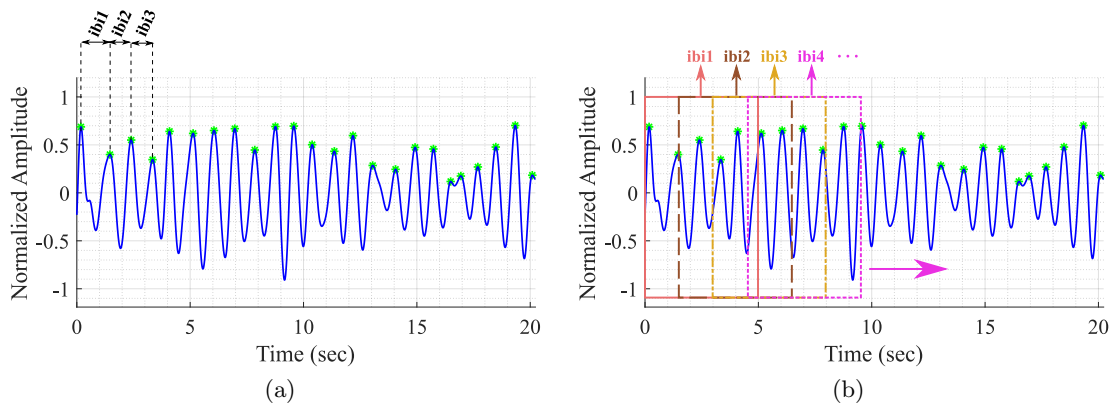 ibi1 ibi2 ibi3
Normalized Amplitude
1
0.5
0
-0.5
-1
0 5 10 15 20
Time (sec)
(a)
ibi1 ibi2 ibi3 ibi4 ...
Normalized Amplitude
1
0.5
0
-0.5
-1
0 5 10 15 20
Time (sec)
(b)